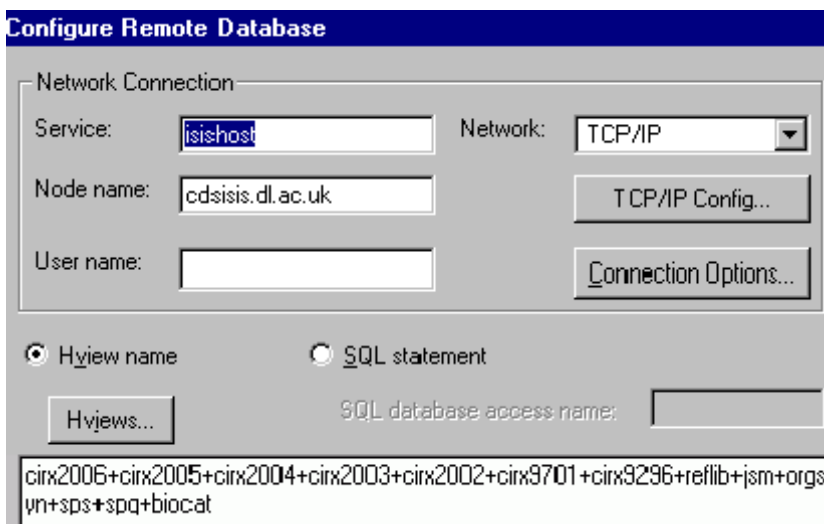 Configure Remote Database
Network Connection
Service: isishost Network: TCP/IP
Node name: cdsisis.dl.ac.uk TCP/IP Config...
User name: Connection Options...
Hview name SQL statement
Hviews... SQL database access name:
cirx2006+cirx2005+cirx2004+cirx2003+cirx2002+cirx9701+cirx9296+reflib+jsm+orgs
yn+sps+spq+biocat